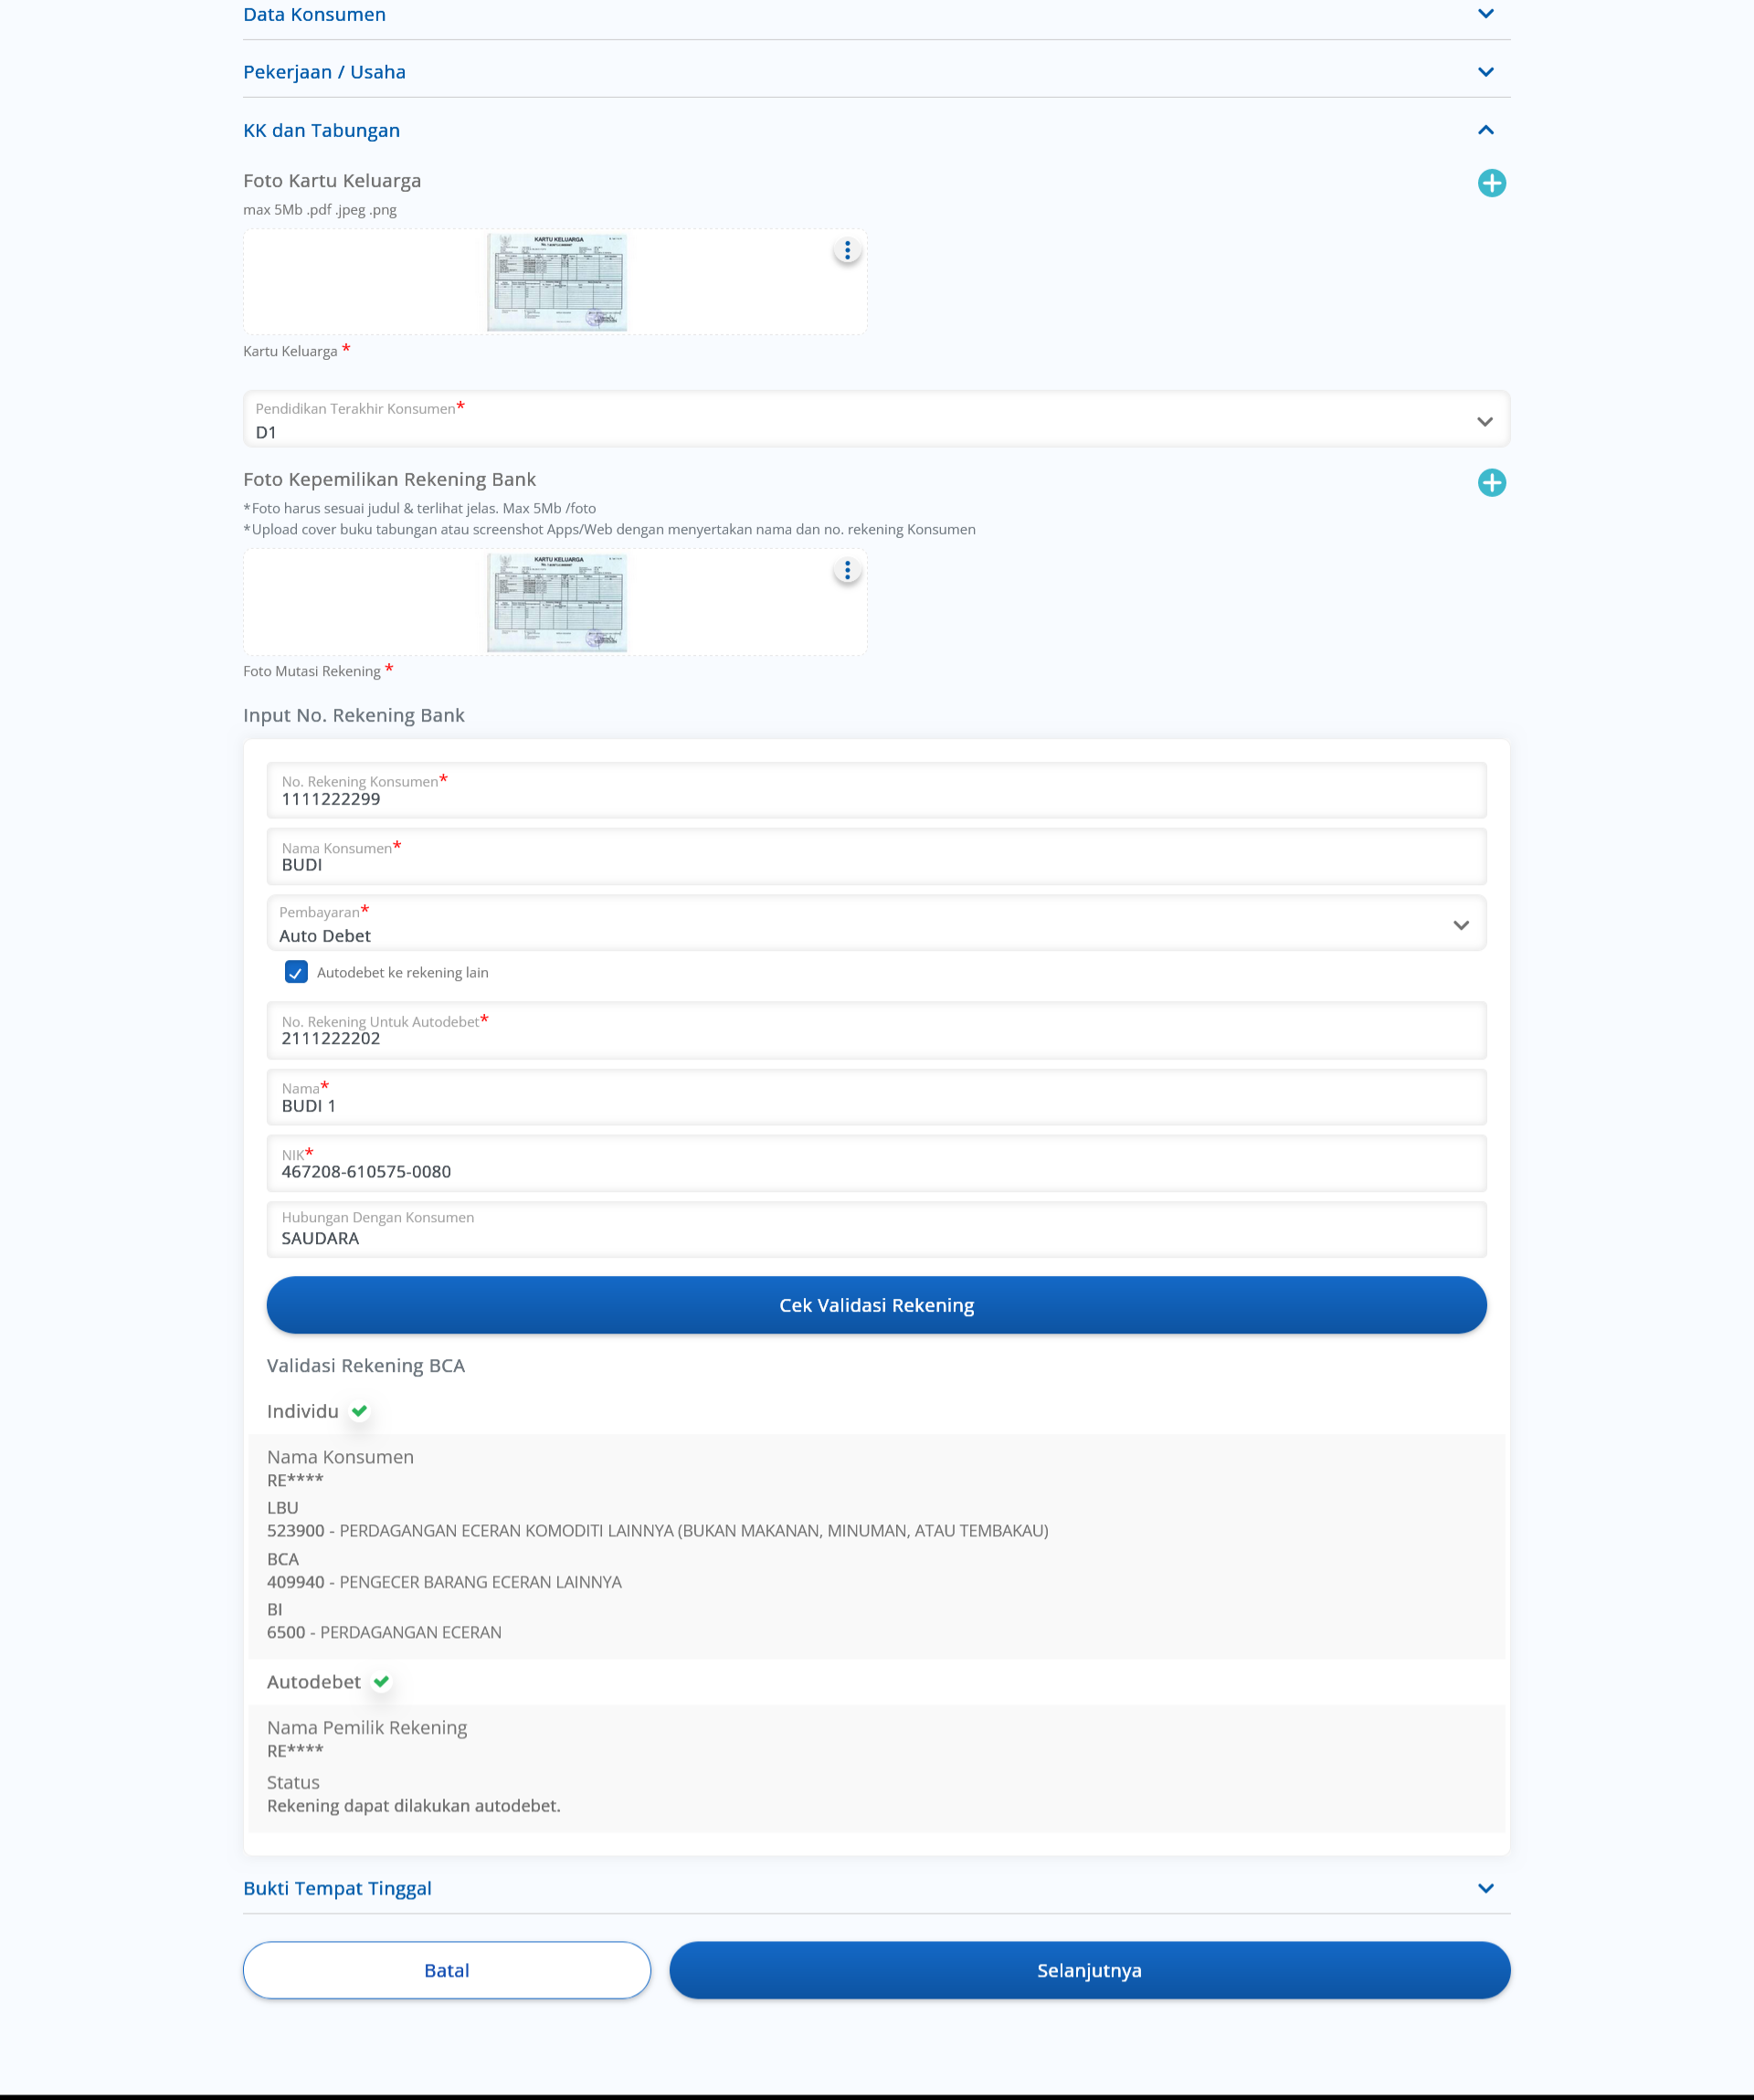 Data Konsumen
Pekerjaan / Usaha
KK dan Tabungan
Foto Kartu Keluarga
max 5Mb .pdf .jpeg .png
KARTU KELUARGA
Kartu Keluarga *
Pendidikan Terakhir Konsumen*
D1
Foto Kepemilikan Rekening Bank
*Foto harus sesuai judul & terlihat jelas. Max 5Mb /foto
*Upload cover buku tabungan atau screenshot Apps/Web dengan menyertakan nama dan no. rekening Konsumen
KARTU KELUARGA
Foto Mutasi Rekening *
Input No. Rekening Bank
No. Rekening Konsumen*
1111222299
Nama Konsumen*
BUDI
Pembayaran*
Auto Debet
Autodebet ke rekening lain
No. Rekening Untuk Autodebet*
2111222202
Nama*
BUDI 1
NIK*
467208-610575-0080
Hubungan Dengan Konsumen
SAUDARA
Cek Validasi Rekening
Validasi Rekening BCA
Individu
Nama Konsumen
RE****
LBU
523900 - PERDAGANGAN ECERAN KOMODITI LAINNYA (BUKAN MAKANAN, MINUMAN, ATAU TEMBAKAU)
BCA
409940 - PENGECER BARANG ECERAN LAINNYA
BI
6500 - PERDAGANGAN ECERAN
Autodebet
Nama Pemilik Rekening
RE****
Status
Rekening dapat dilakukan autodebet.
Bukti Tempat Tinggal
Batal
Selanjutnya